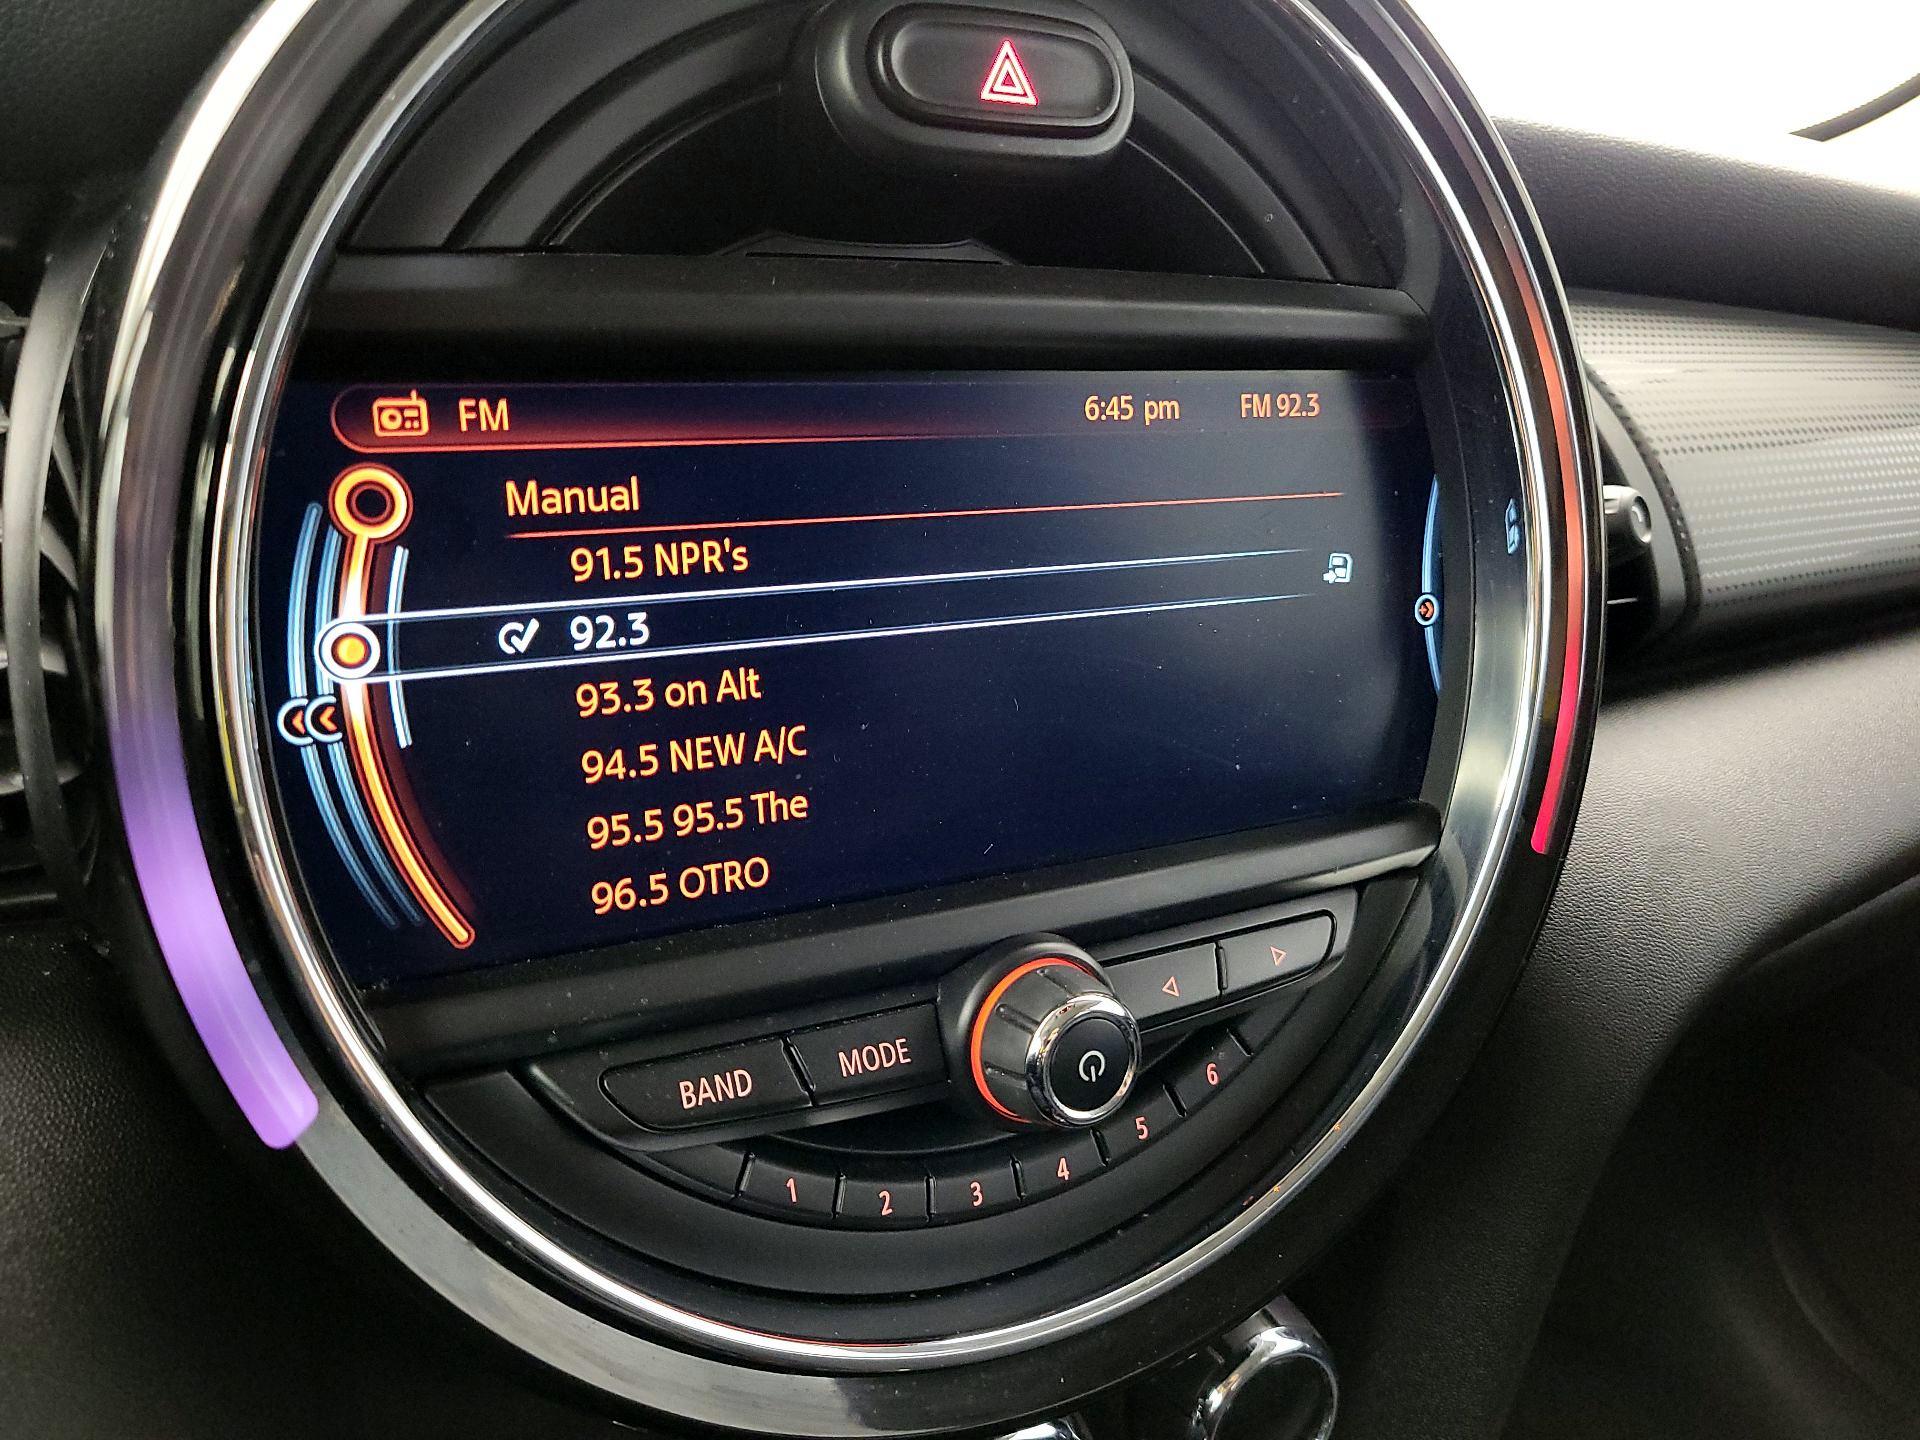 FM 6:45 pm FM 92.3
Manual
91.5 NPR's
92.3
93.3 on Alt
94.5 NEW A/C
95.5 95.5 The
96.5 OTRO
BAND MODE
1 2 3 4 5 6